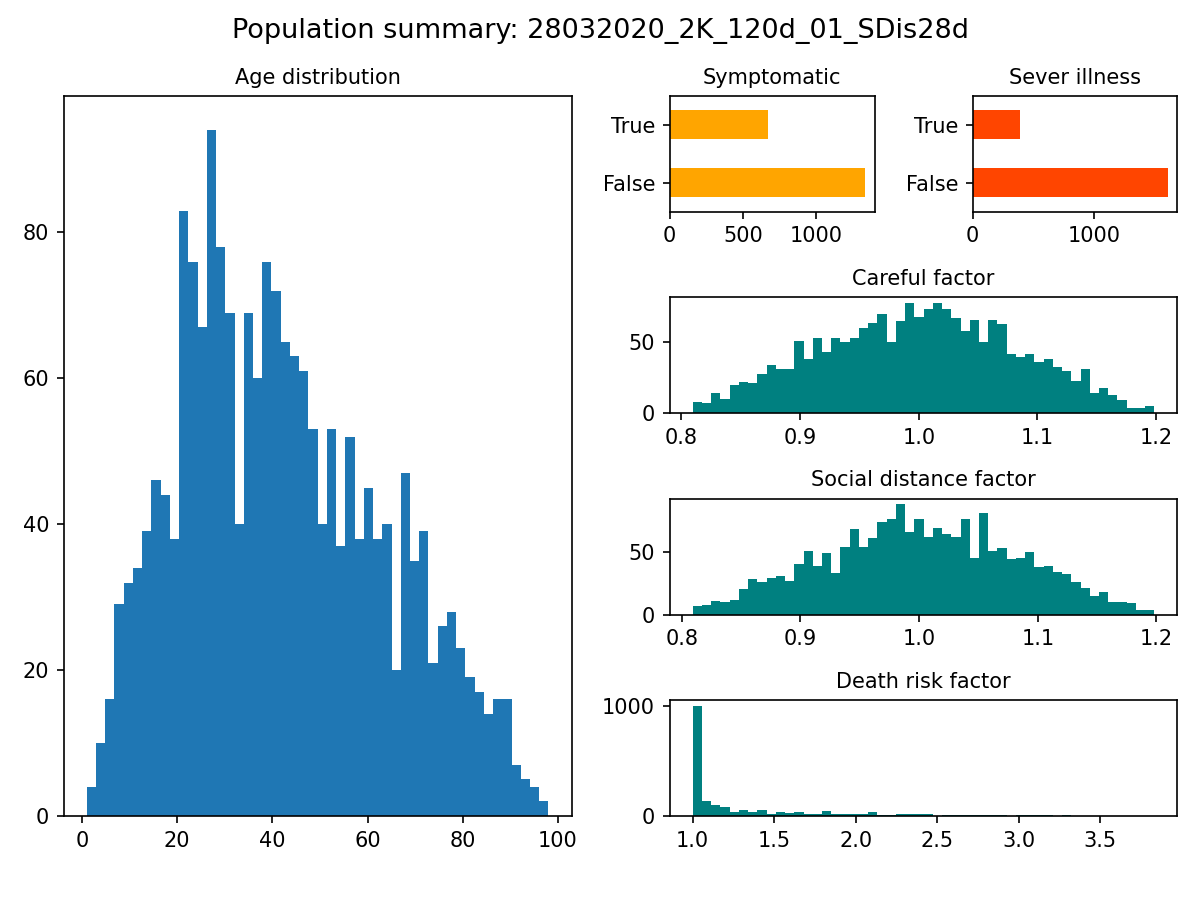 Population summary: 28032020_2K_120d_01_SDis28d
Age distribution
80
60
40
20
0
0 20 40 60 80 100
Symptomatic
True
False
0 500 1000
Sever illness
True
False
0 1000
Careful factor
50
0
0.8 0.9 1.0 1.1 1.2
Social distance factor
50
0
0.8 0.9 1.0 1.1 1.2
Death risk factor
1000
0
1.0 1.5 2.0 2.5 3.0 3.5